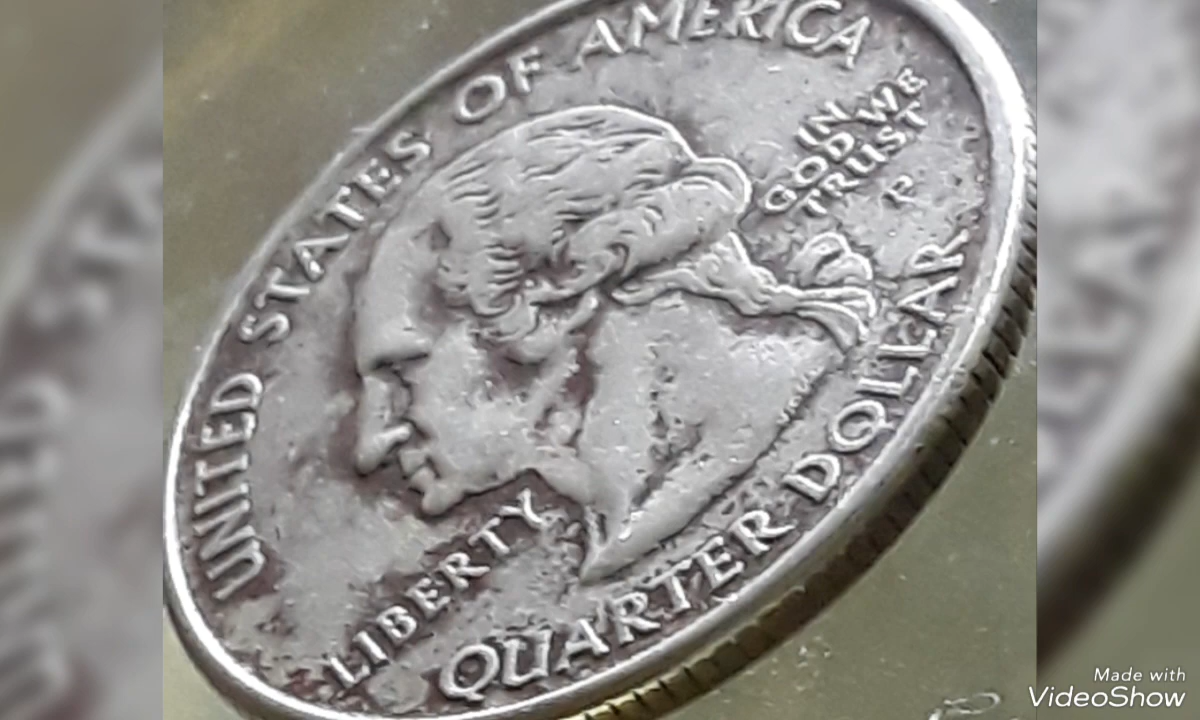 UNITED STATES OF AMERICA
IN
GOD WE
TRUST
P
LIBERTY
QUARTER DOLLAR
Made with
VideoShow